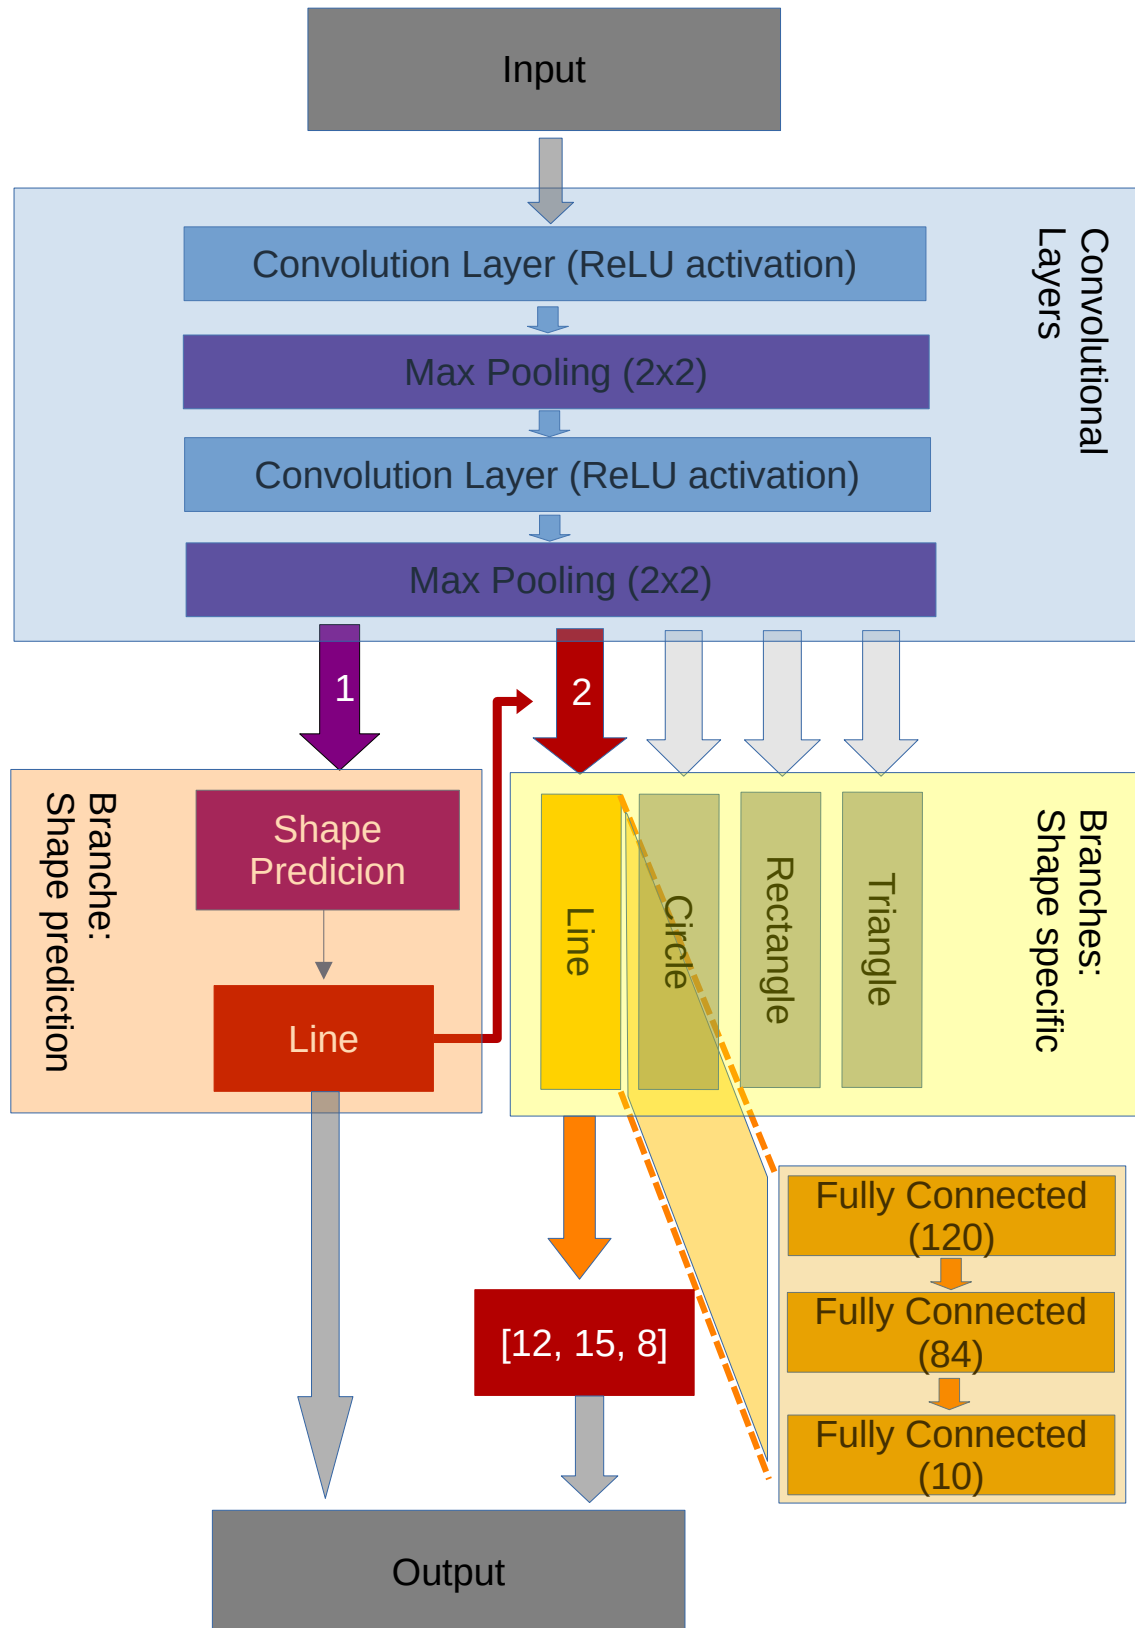 Input
Convolutional
Layers
Convolution Layer (ReLU activation)
Max Pooling (2x2)
Convolution Layer (ReLU activation)
Max Pooling (2x2)
1
2
Branche:
Shape prediction
Shape
Predicion
Line
Line
Circle
Rectangle
Triangle
Branches:
Shape specific
Fully Connected
(120)
Fully Connected
(84)
Fully Connected
(10)
[12, 15, 8]
Output